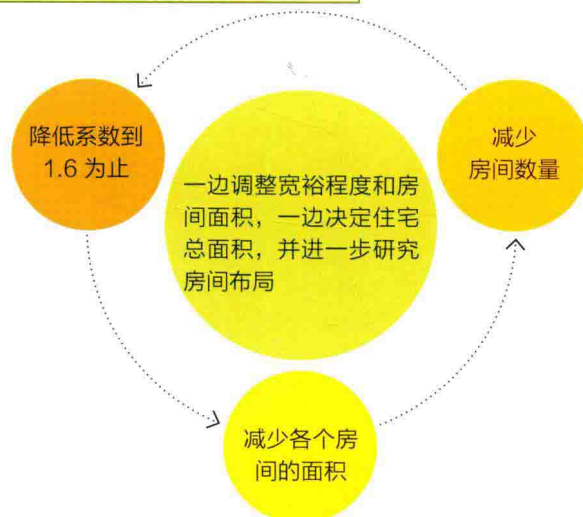 降低系数到
1.6 为止
减少
房间数量
一边调整宽裕程度和房
间面积，一边决定住宅
总面积，并进一步研究
房间布局
减少各个房
间的面积